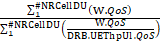 ∑₁^#NRCellDU (W.QoS)
∑₁^#NRCellDU (W.QoS / DRB.UEThpUl.QoS)